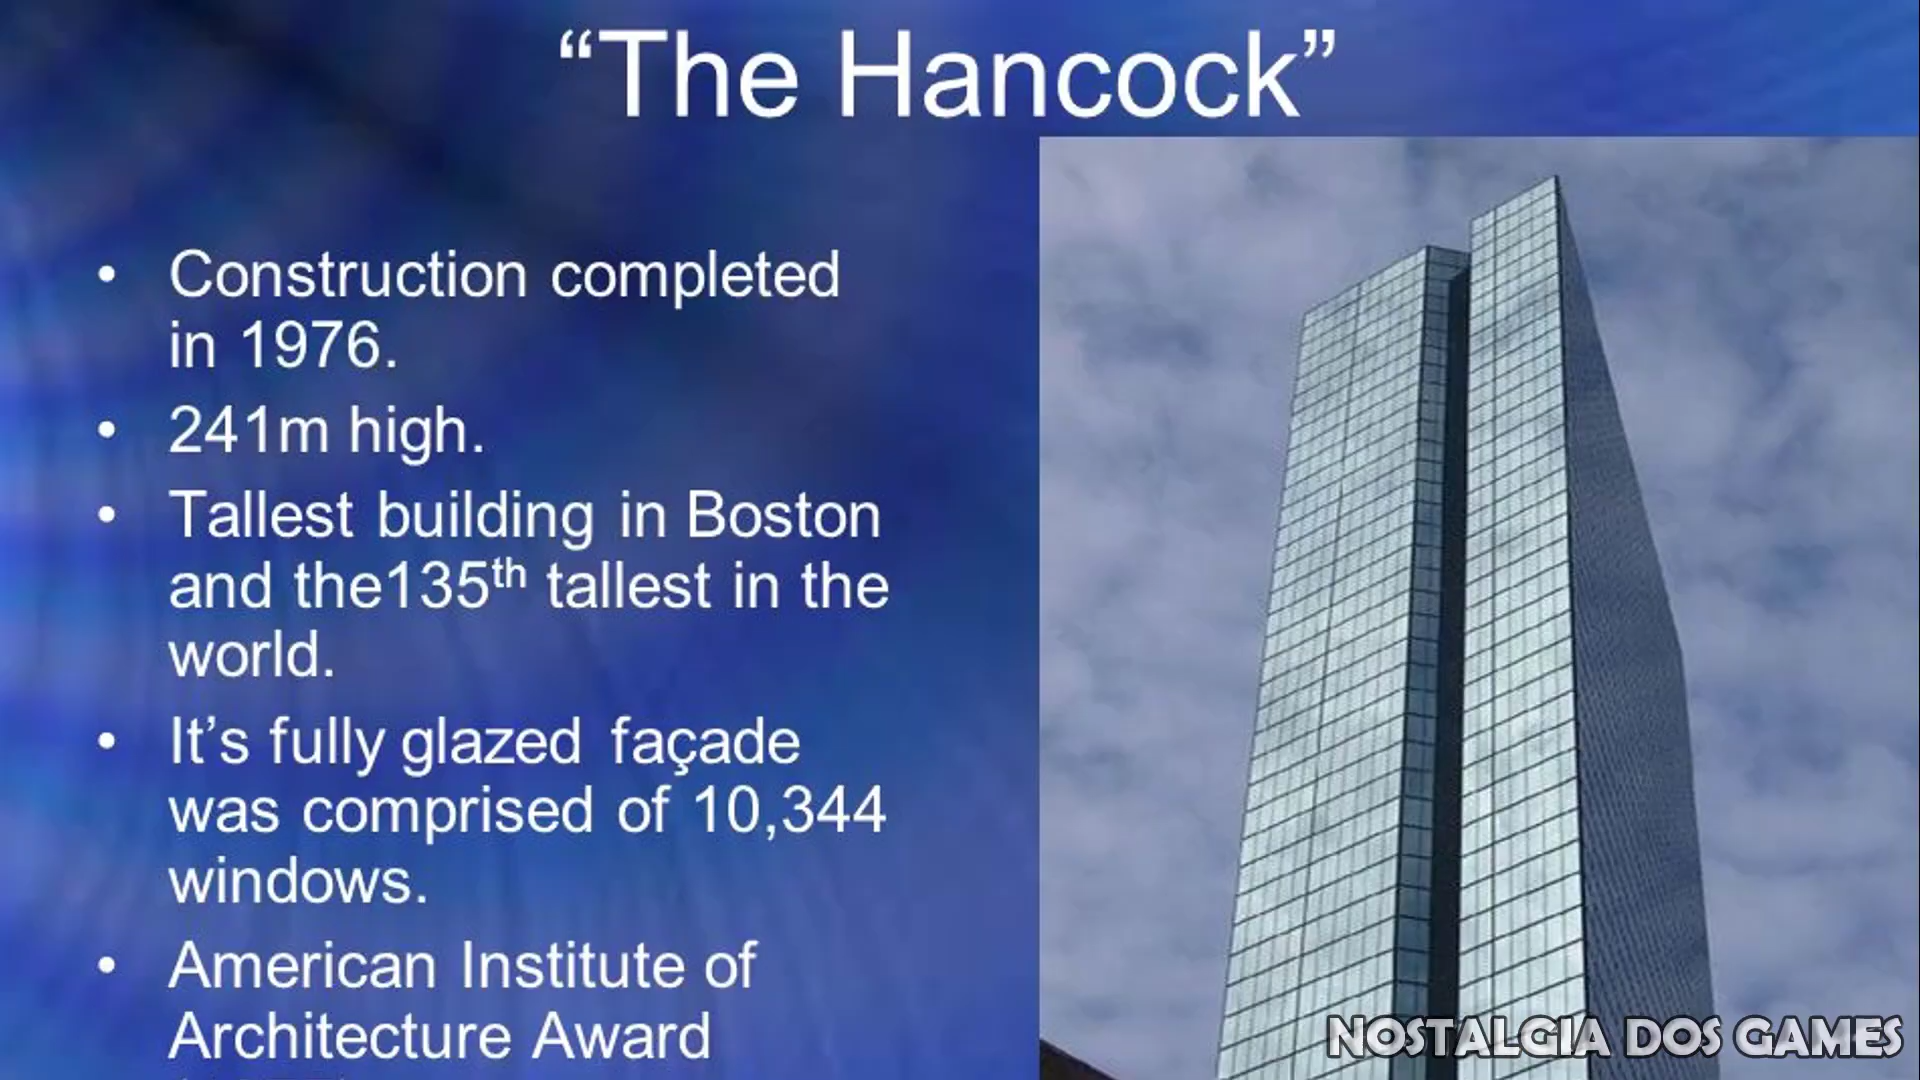 “The Hancock”
• Construction completed
in 1976.
• 241m high.
• Tallest building in Boston
and the135th tallest in the
world.
• It’s fully glazed façade
was comprised of 10,344
windows.
• American Institute of
Architecture Award
NOSTALGIA DOS GAMES